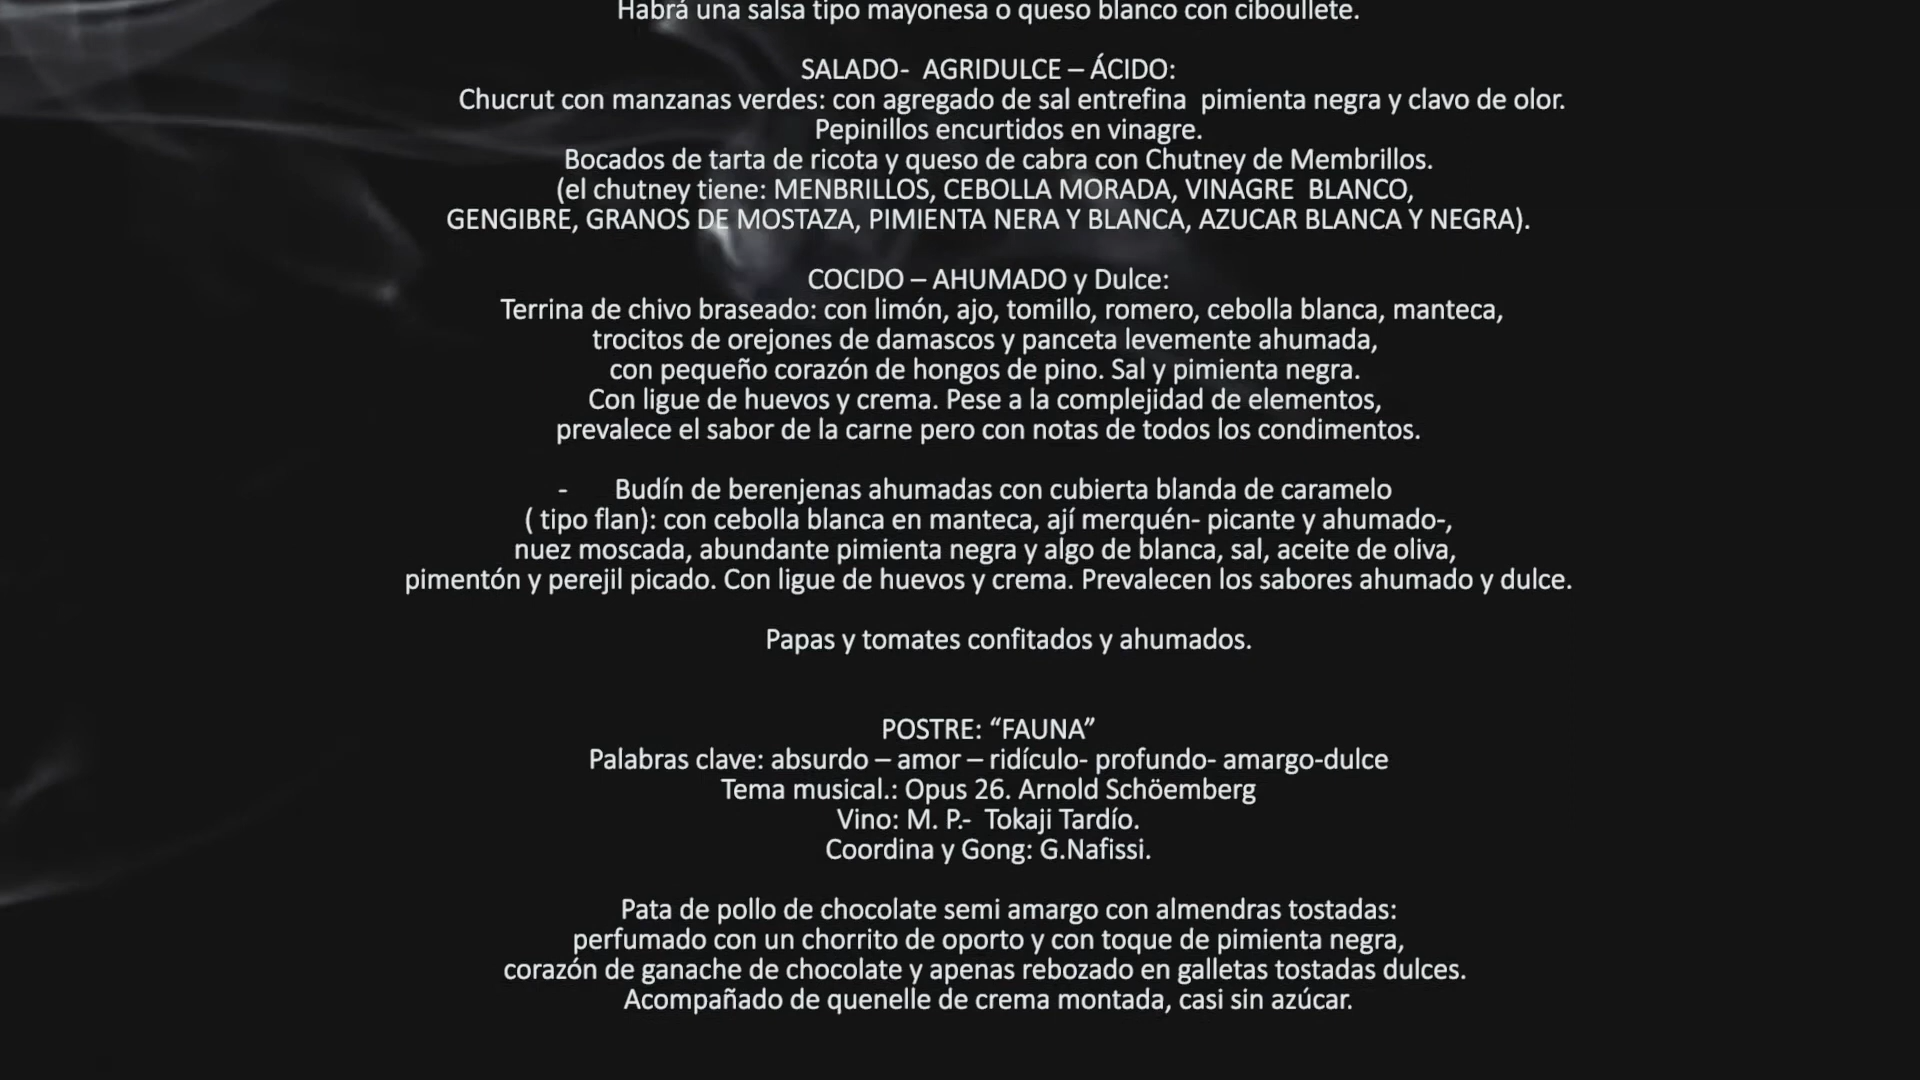 Habrá una salsa tipo mayonesa o queso blanco con ciboullete.
SALADO- AGRIDULCE – ÁCIDO:
Chucrut con manzanas verdes: con agregado de sal entrefina pimienta negra y clavo de olor.
Pepinillos encurtidos en vinagre.
Bocados de tarta de ricota y queso de cabra con Chutney de Membrillos.
(el chutney tiene: MENBRILLOS, CEBOLLA MORADA, VINAGRE BLANCO,
GENGIBRE, GRANOS DE MOSTAZA, PIMIENTA NERA Y BLANCA, AZUCAR BLANCA Y NEGRA).
COCIDO – AHUMADO y Dulce:
Terrina de chivo braseado: con limón, ajo, tomillo, romero, cebolla blanca, manteca,
trocitos de orejones de damascos y panceta levemente ahumada,
con pequeño corazón de hongos de pino. Sal y pimienta negra.
Con ligue de huevos y crema. Pese a la complejidad de elementos,
prevalece el sabor de la carne pero con notas de todos los condimentos.
- Budín de berenjenas ahumadas con cubierta blanda de caramelo
( tipo flan): con cebolla blanca en manteca, ají merquén- picante y ahumado-,
nuez moscada, abundante pimienta negra y algo de blanca, sal, aceite de oliva,
pimentón y perejil picado. Con ligue de huevos y crema. Prevalecen los sabores ahumado y dulce.
Papas y tomates confitados y ahumados.
POSTRE: “FAUNA”
Palabras clave: absurdo – amor – ridículo- profundo- amargo-dulce
Tema musical.: Opus 26. Arnold Schöemberg
Vino: M. P.- Tokaji Tardío.
Coordina y Gong: G.Nafissi.
Pata de pollo de chocolate semi amargo con almendras tostadas:
perfumado con un chorrito de oporto y con toque de pimienta negra,
corazón de ganache de chocolate y apenas rebozado en galletas tostadas dulces.
Acompañado de quenelle de crema montada, casi sin azúcar.